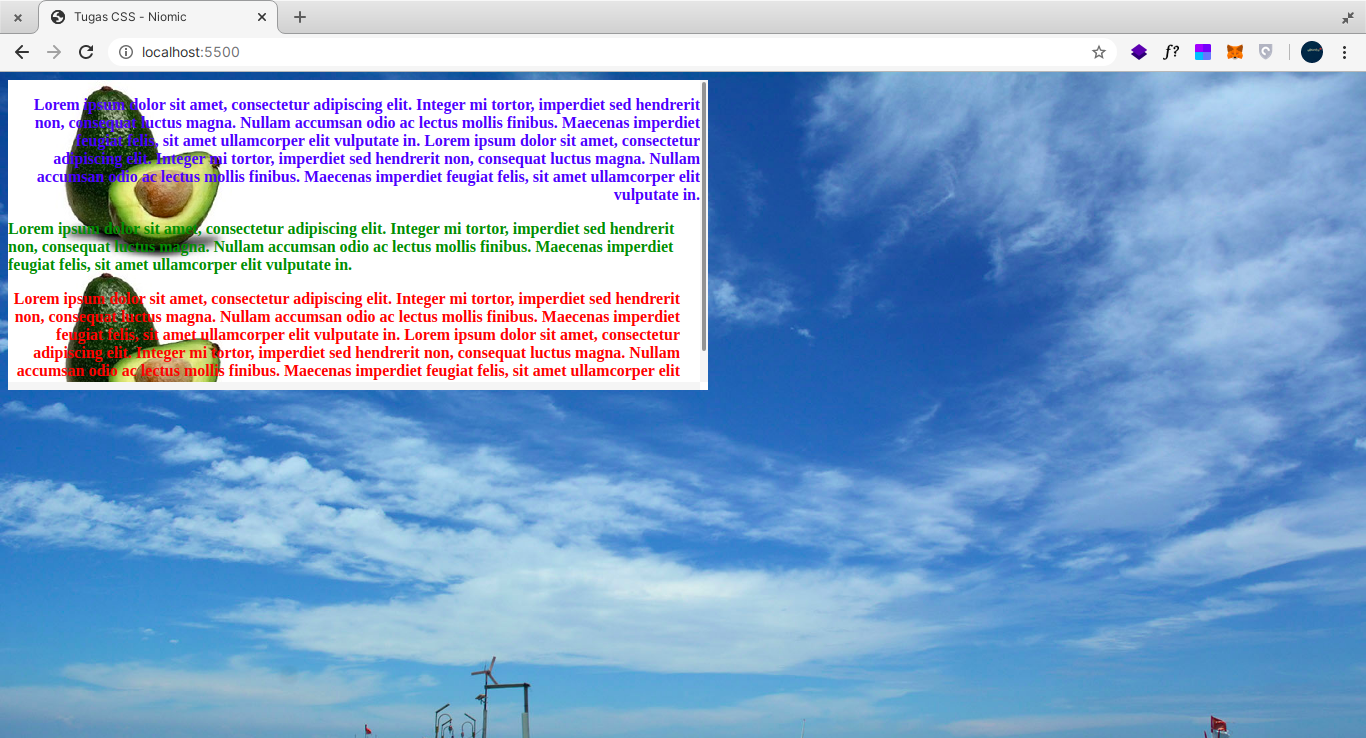 Tugas CSS - Niomic
localhost:5500
f?
Lorem ipsum dolor sit amet, consectetur adipiscing elit. Integer mi tortor, imperdiet sed hendrerit
non, consequat luctus magna. Nullam accumsan odio ac lectus mollis finibus. Maecenas imperdiet
feugiat felis, sit amet ullamcorper elit vulputate in. Lorem ipsum dolor sit amet, consectetur
adipiscing elit. Integer mi tortor, imperdiet sed hendrerit non, consequat luctus magna. Nullam
accumsan odio ac lectus mollis finibus. Maecenas imperdiet feugiat felis, sit amet ullamcorper elit
vulputate in.
Lorem ipsum dolor sit amet, consectetur adipiscing elit. Integer mi tortor, imperdiet sed hendrerit
non, consequat luctus magna. Nullam accumsan odio ac lectus mollis finibus. Maecenas imperdiet
feugiat felis, sit amet ullamcorper elit vulputate in.
Lorem ipsum dolor sit amet, consectetur adipiscing elit. Integer mi tortor, imperdiet sed hendrerit
non, consequat luctus magna. Nullam accumsan odio ac lectus mollis finibus. Maecenas imperdiet
feugiat felis, sit amet ullamcorper elit vulputate in. Lorem ipsum dolor sit amet, consectetur
adipiscing elit. Integer mi tortor, imperdiet sed hendrerit non, consequat luctus magna. Nullam
accumsan odio ac lectus mollis finibus. Maecenas imperdiet feugiat felis, sit amet ullamcorper elit